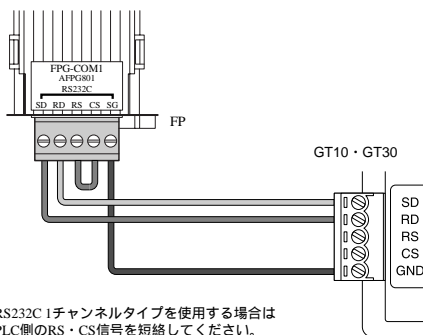 FPG-COM1
AFPG801
RS232C
SD RD RS CS SG
FP
GT10・GT30
SD
RD
RS
CS
GND
RS232C 1チャンネルタイプを使用する場合は
PLC側のRS・CS信号を短絡してください。